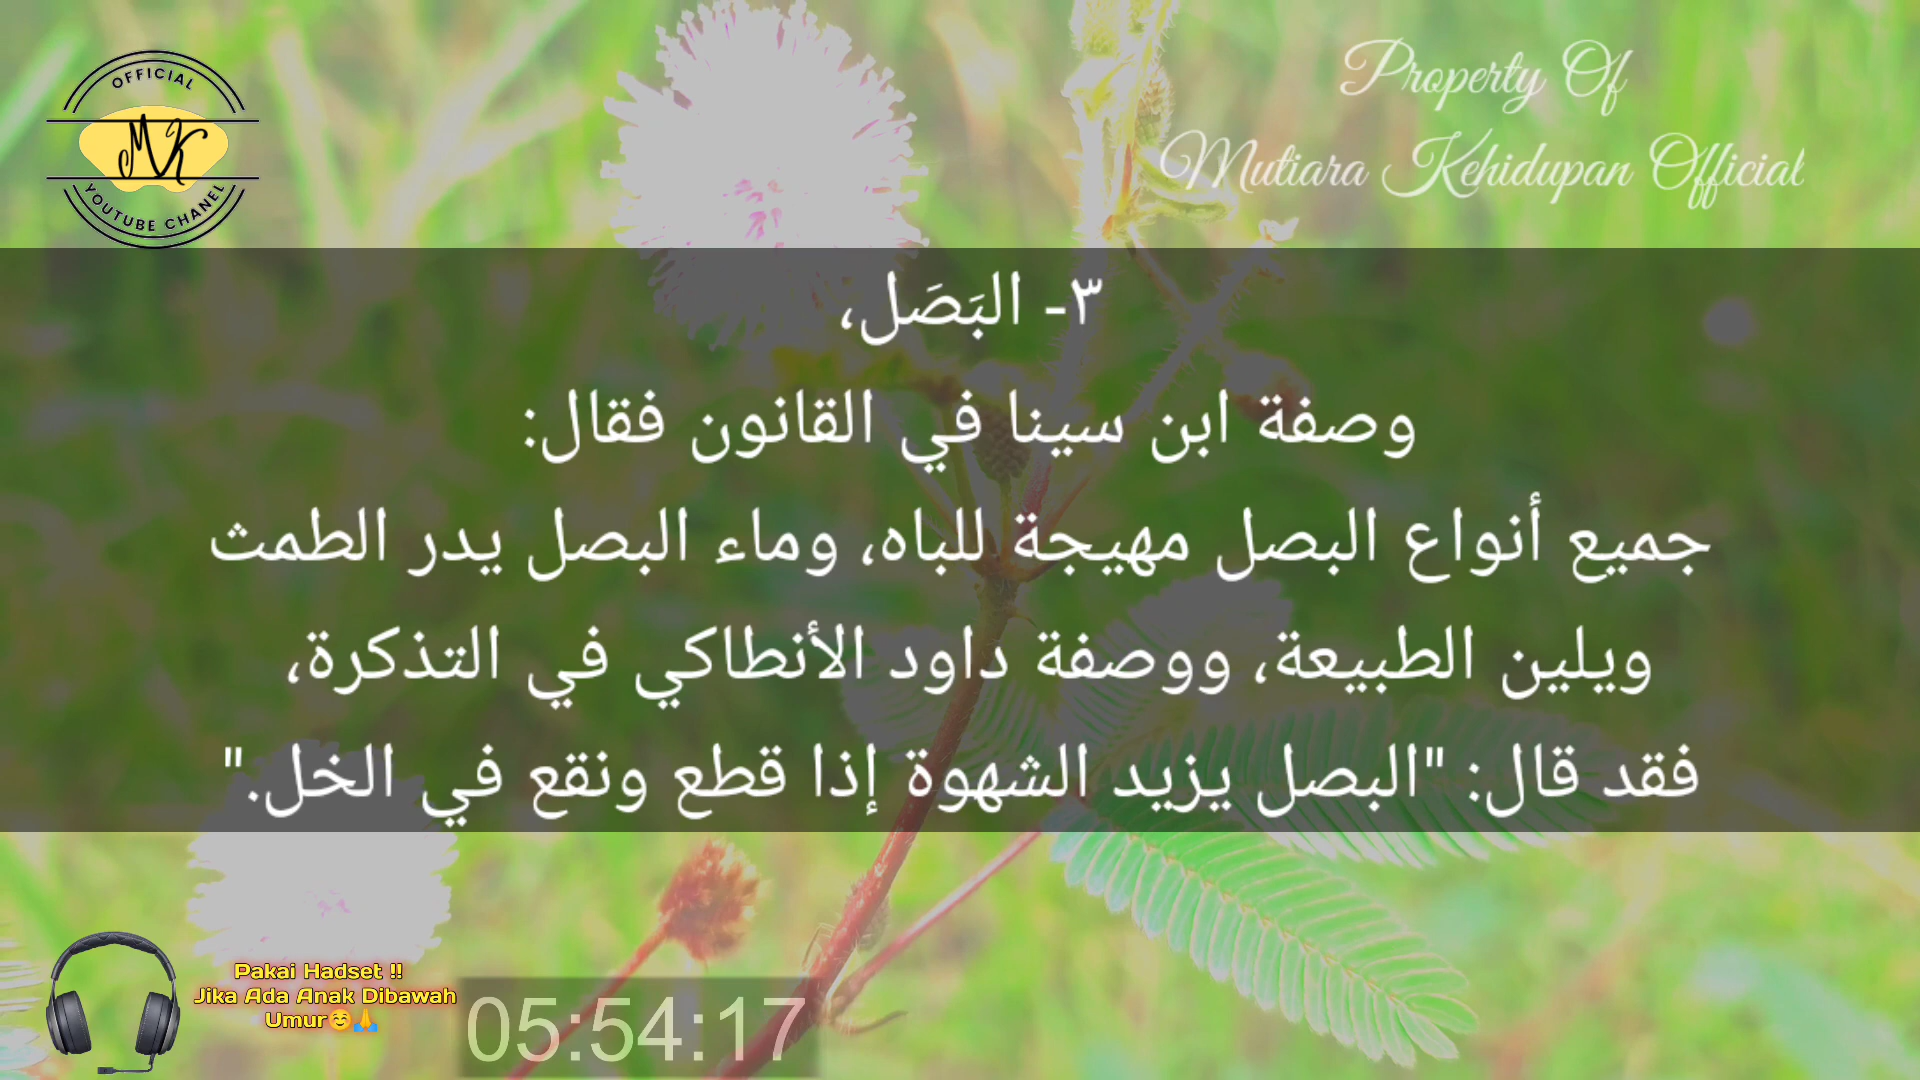 OFFICIAL
MK
YOUTUBE CHANEL
Property Of
Mutiara Kehidupan Official
٣- البَصَل،
وصفة ابن سينا في القانون فقال:
جميع أنواع البصل مهيجة للباه، وماء البصل يدر الطمث
ويلين الطبيعة، ووصفة داود الأنطاكي في التذكرة،
فقد قال: "البصل يزيد الشهوة إذا قطع ونقع في الخل."
Pakai Hadset !!
Jika Ada Anak Dibawah
Umur☺️🙏
05:54:17